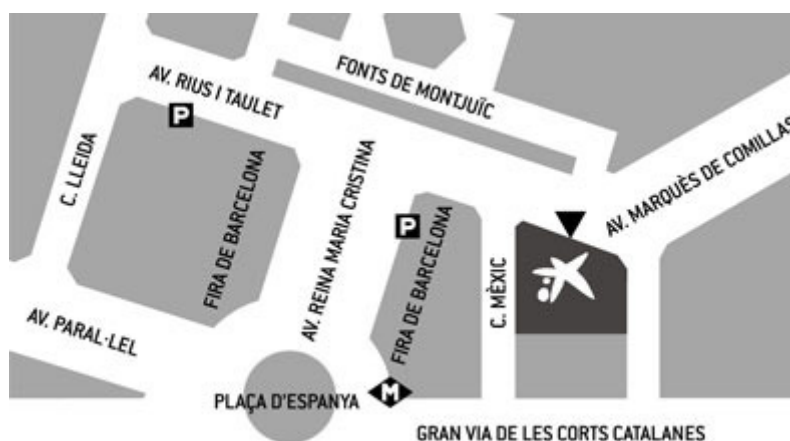 FONTS DE MONTJUÏC
AV. RIUS I TAULET
P
C. LLEIDA
FIRA DE BARCELONA
AV. REINA MARIA CRISTINA
P
FIRA DE BARCELONA
C. MÈXIC
AV. MARQUÈS DE COMILLAS
AV. PARAL·LEL
PLAÇA D'ESPANYA
M
GRAN VIA DE LES CORTS CATALANES